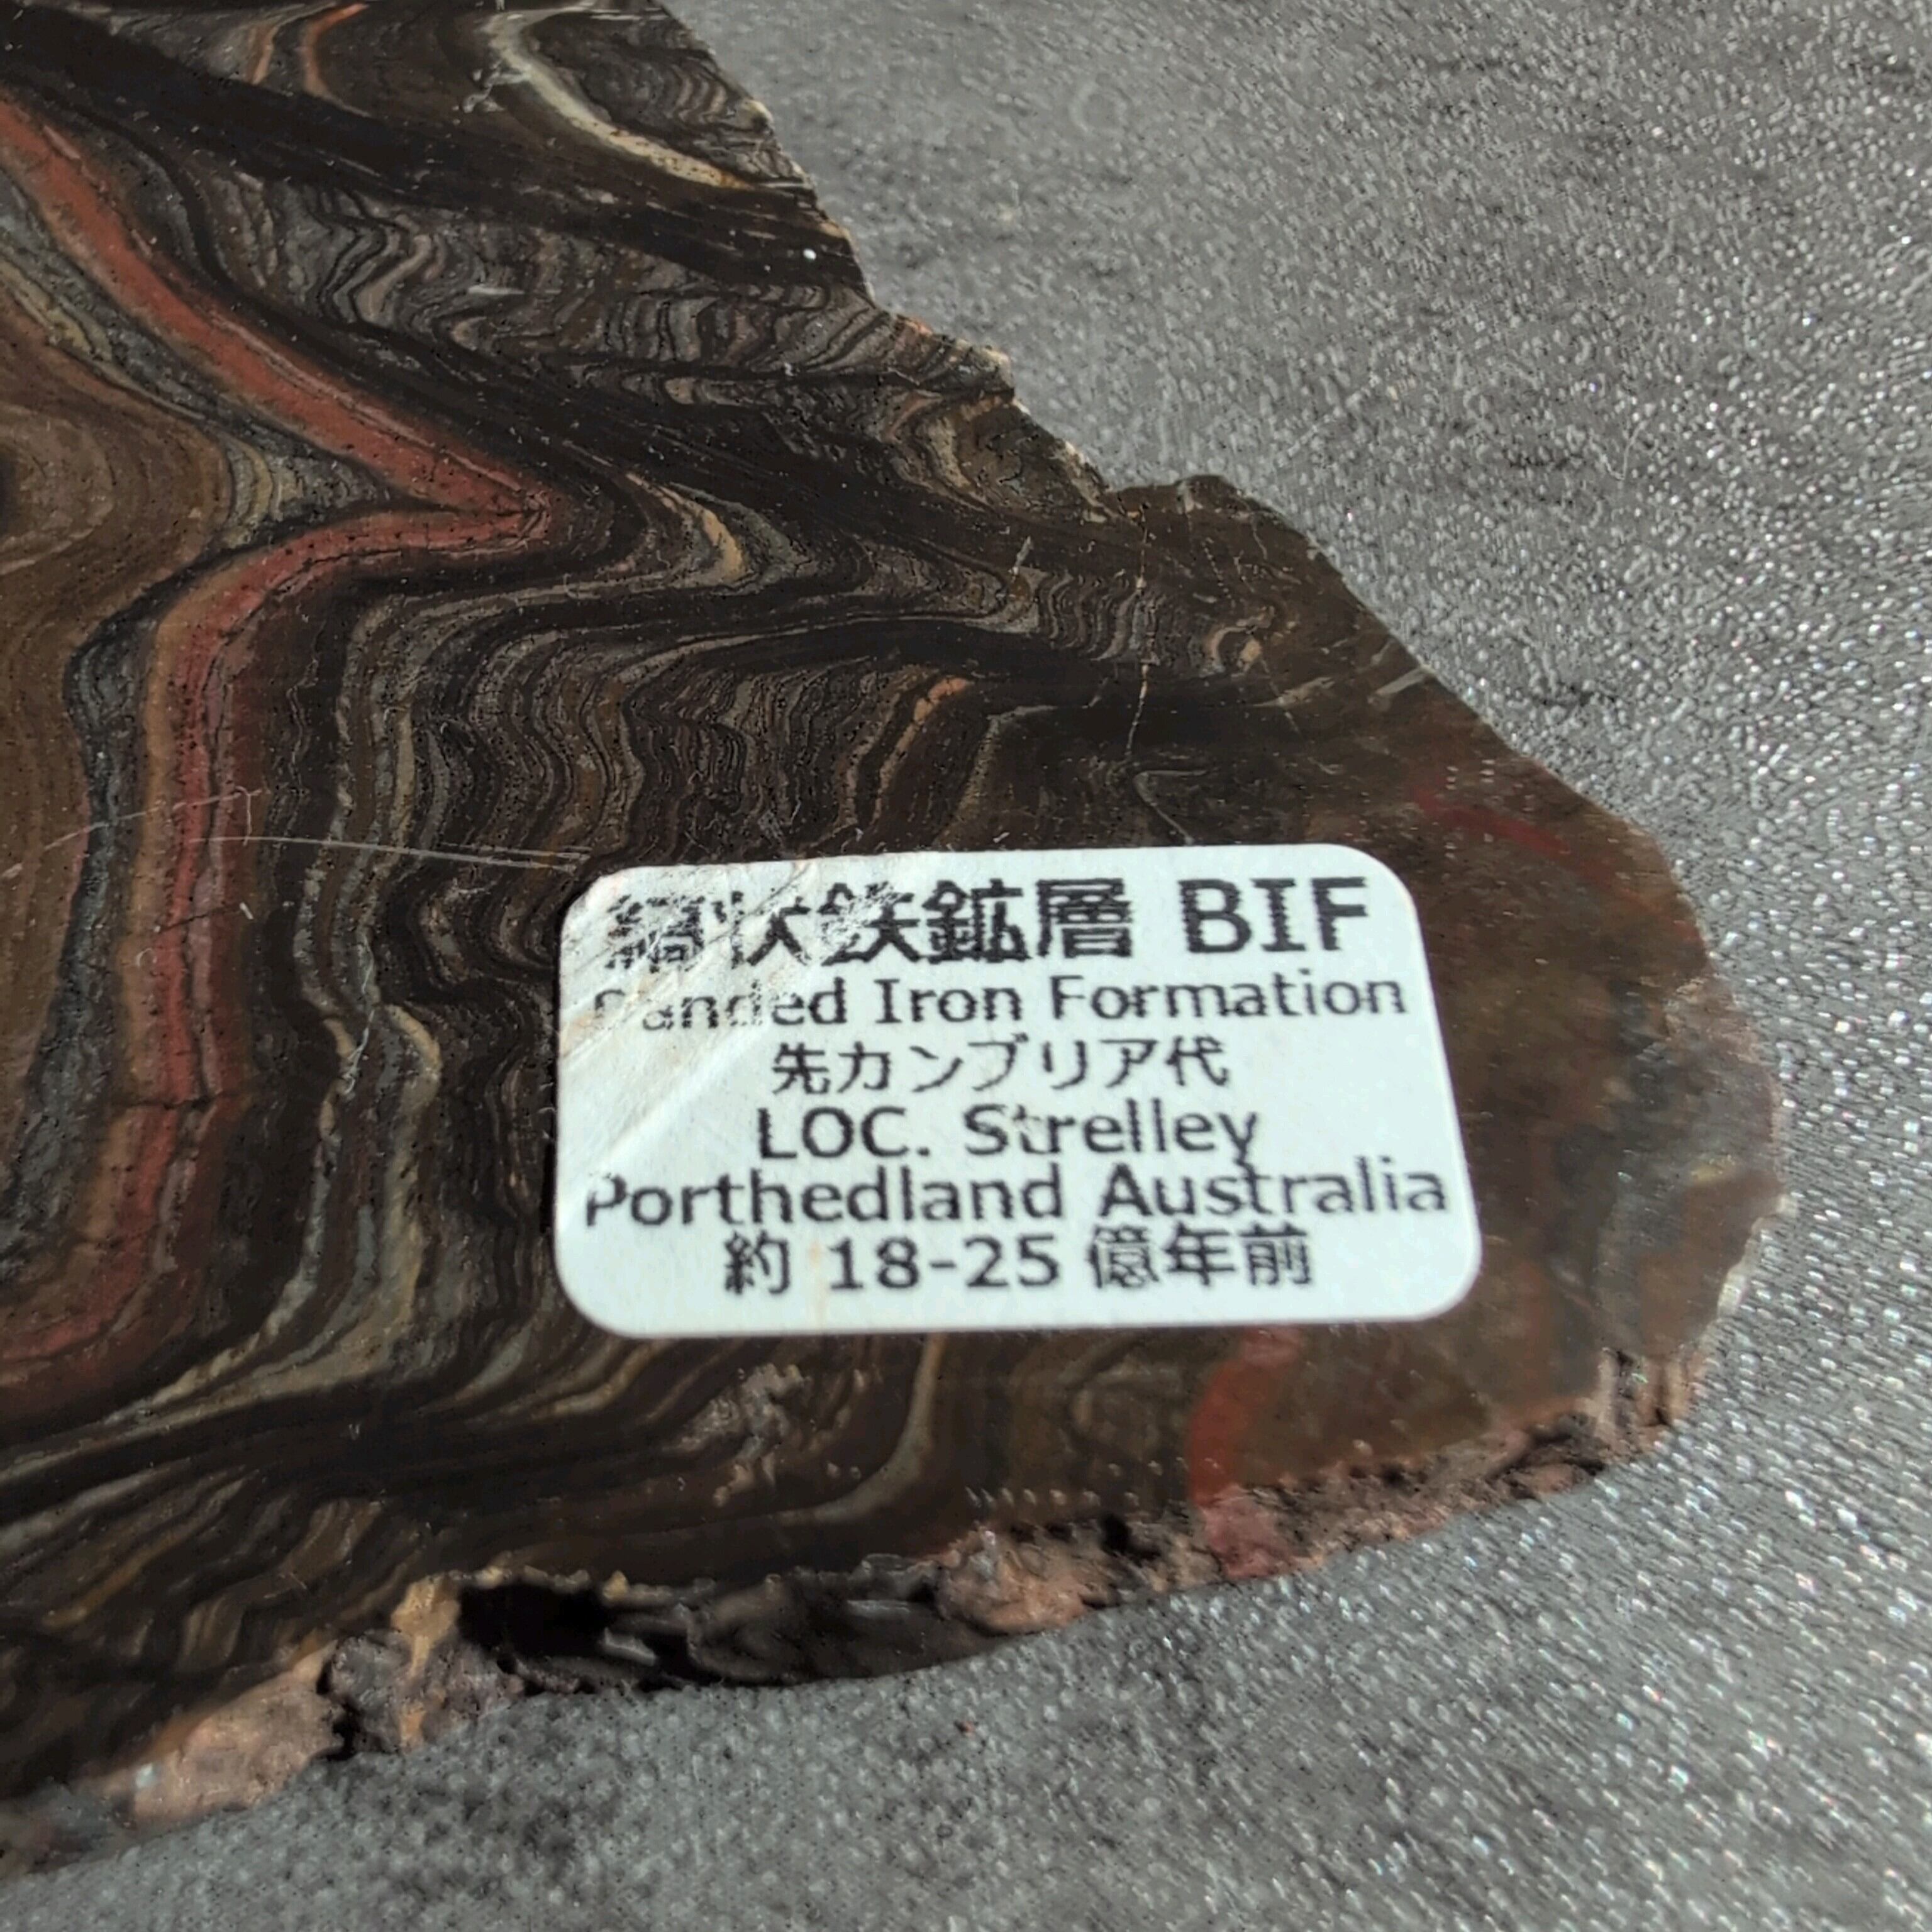 縞状鉄鉱層 BIF
Banded Iron Formation
先カンブリア代
LOC. Strelley
Porthedland Australia
約 18-25 億年前